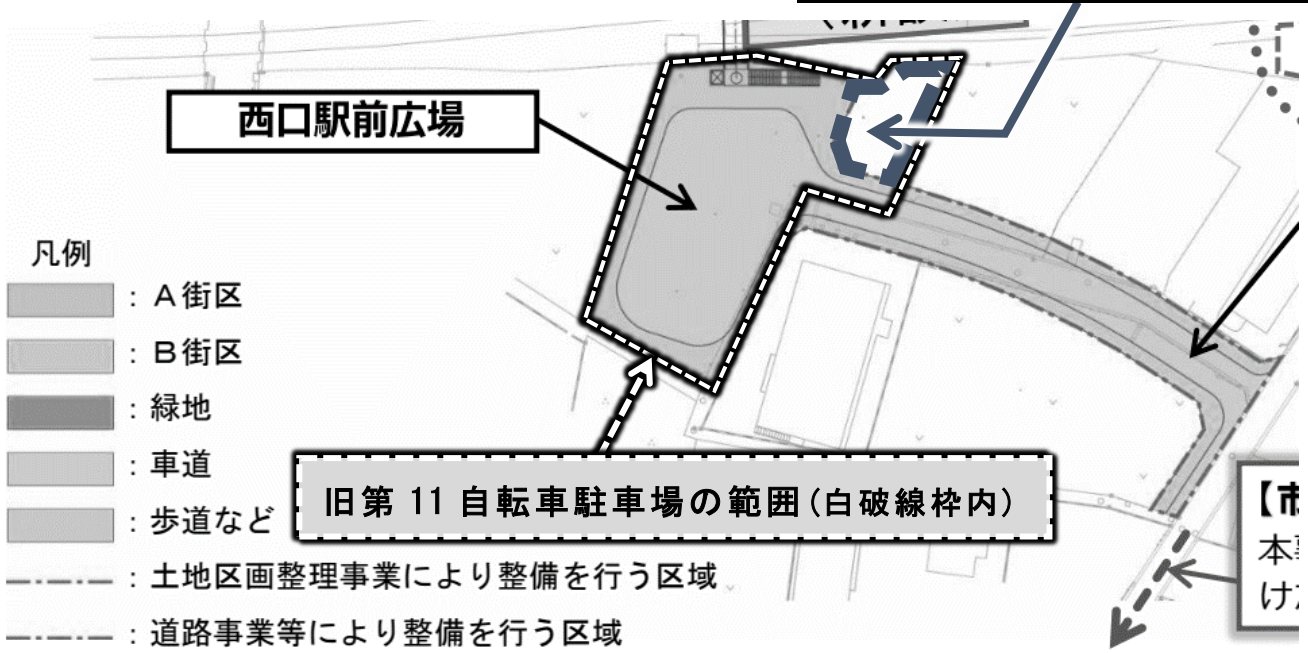 西口駅前広場
凡例
：Ａ街区
：Ｂ街区
：緑地
：車道
：歩道など
：土地区画整理事業により整備を行う区域
：道路事業等により整備を行う区域
旧第 11 自転車駐車場の範囲(白破線枠内)
【市
本
け